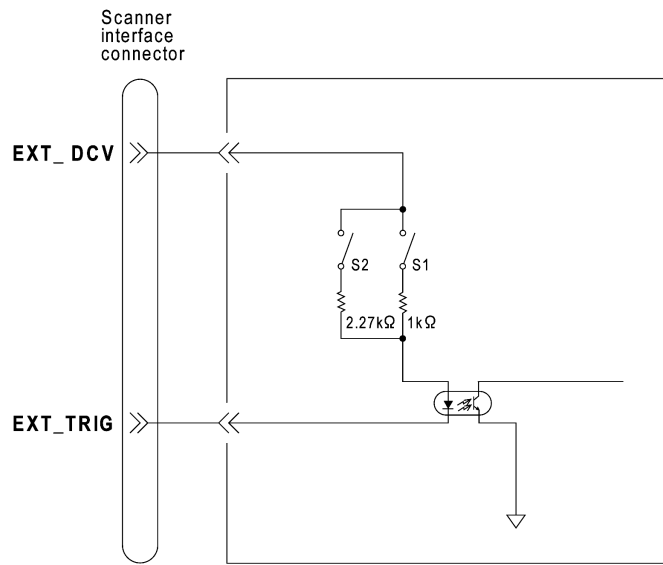 Scanner
interface
connector
EXT_ DCV
S2
S1
2.27kΩ
1kΩ
EXT_TRIG